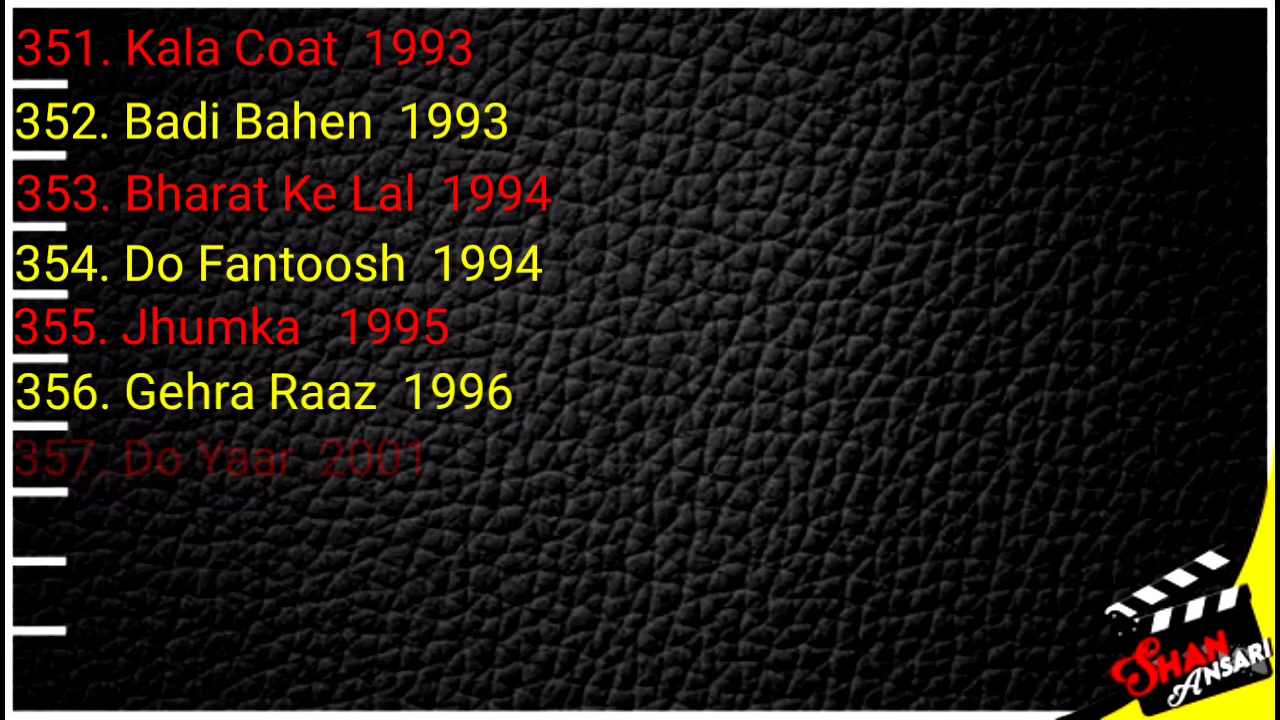 351. Kala Coat 1993
352. Badi Bahen 1993
353. Bharat Ke Lal 1994
354. Do Fantoosh 1994
355. Jhumka 1995
356. Gehra Raaz 1996
357. Do Yaar 2001
SHAN
ANSARI